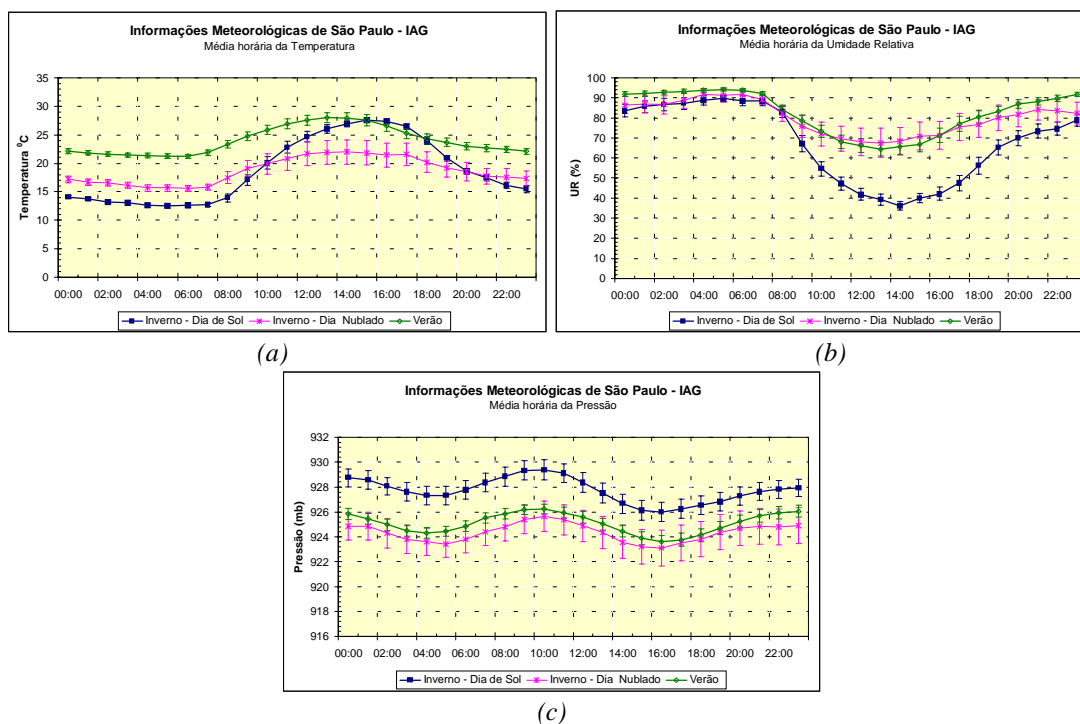 Informações Meteorológicas de São Paulo - IAG
Média horária da Temperatura
Temperatura ⁰C
35
30
25
20
15
10
5
0
00:00 02:00 04:00 06:00 08:00 10:00 12:00 14:00 16:00 18:00 20:00 22:00
Inverno - Dia de Sol Inverno - Dia Nublado Verão
(a)
Informações Meteorológicas de São Paulo - IAG
Média horária da Umidade Relativa
UR (%)
100
90
80
70
60
50
40
30
20
10
0
00:00 02:00 04:00 06:00 08:00 10:00 12:00 14:00 16:00 18:00 20:00 22:00
Inverno - Dia de Sol Inverno - Dia Nublado Verão
(b)
Informações Meteorológicas de São Paulo - IAG
Média horária da Pressão
Pressão (mb)
932
930
928
926
924
922
920
918
916
00:00 02:00 04:00 06:00 08:00 10:00 12:00 14:00 16:00 18:00 20:00 22:00
Inverno - Dia de Sol Inverno - Dia Nublado Verão
(c)